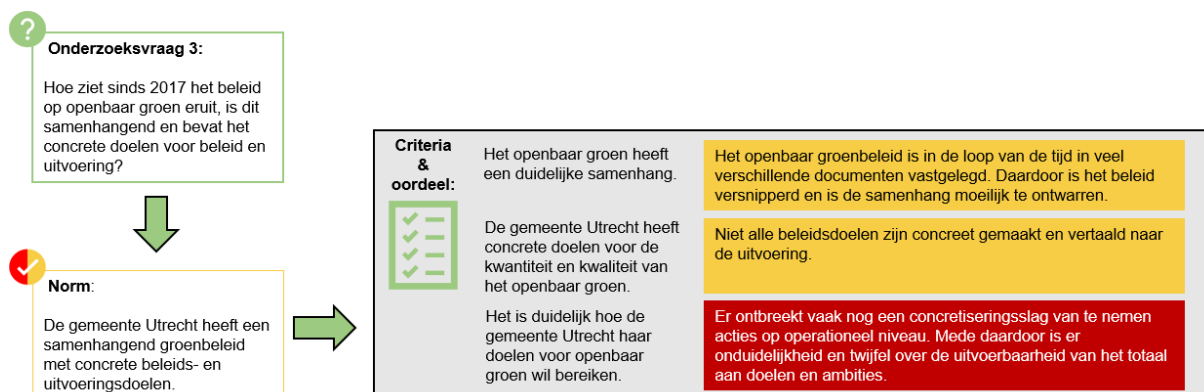 ?
Onderzoeksvraag 3:
Hoe ziet sinds 2017 het beleid
op openbaar groen eruit, is dit
samenhangend en bevat het
concrete doelen voor beleid en
uitvoering?
Norm:
De gemeente Utrecht heeft een
samenhangend groenbeleid
met concrete beleids- en
uitvoeringsdoelen.
Criteria
&
oordeel:
Het openbaar groen heeft
een duidelijke samenhang.
Het openbaar groenbeleid is in de loop van de tijd in veel
verschillende documenten vastgelegd. Daardoor is het beleid
versnipperd en is de samenhang moeilijk te ontwarren.
De gemeente Utrecht heeft
concrete doelen voor de
kwantiteit en kwaliteit van
het openbaar groen.
Niet alle beleidsdoelen zijn concreet gemaakt en vertaald naar
de uitvoering.
Het is duidelijk hoe de
gemeente Utrecht haar
doelen voor openbaar
groen wil bereiken.
Er ontbreekt vaak nog een concretiseringsslag van te nemen
acties op operationeel niveau. Mede daardoor is er
onduidelijkheid en twijfel over de uitvoerbaarheid van het totaal
aan doelen en ambities.